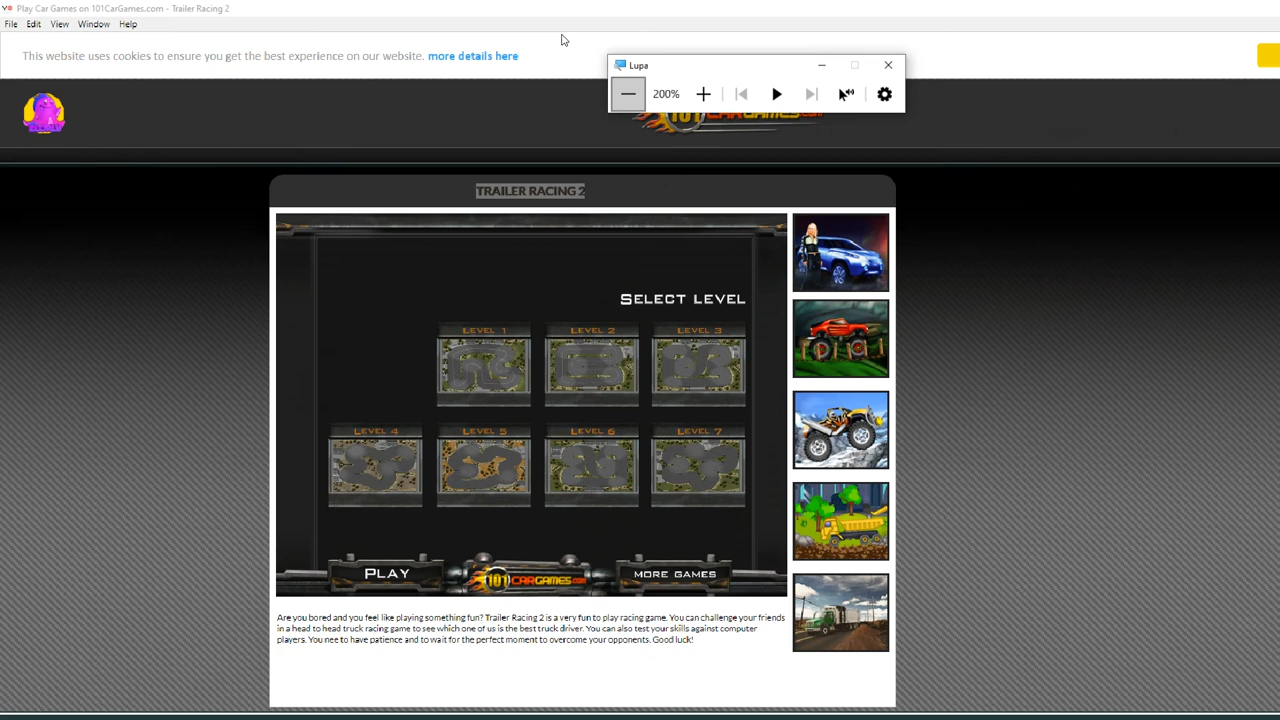 Play Car Games on 101CarGames.com - Trailer Racing 2
File Edit View Window Help
This website uses cookies to ensure you get the best experience on our website. more details here
Lupa
200%
101CARGAMES.com
TRAILER RACING 2
SELECT LEVEL
LEVEL 1 LEVEL 2 LEVEL 3
LEVEL 4 LEVEL 5 LEVEL 6 LEVEL 7
PLAY 101CARGAMES.com MORE GAMES
Are you bored and you feel like playing something fun? Trailer Racing 2 is a very fun to play racing game. You can challenge your friends
in a head to head truck racing game to see which one of us is the best truck driver. You can also test your skills against computer
players. You nee to have patience and to wait for the perfect moment to overcome your opponents. Good luck!